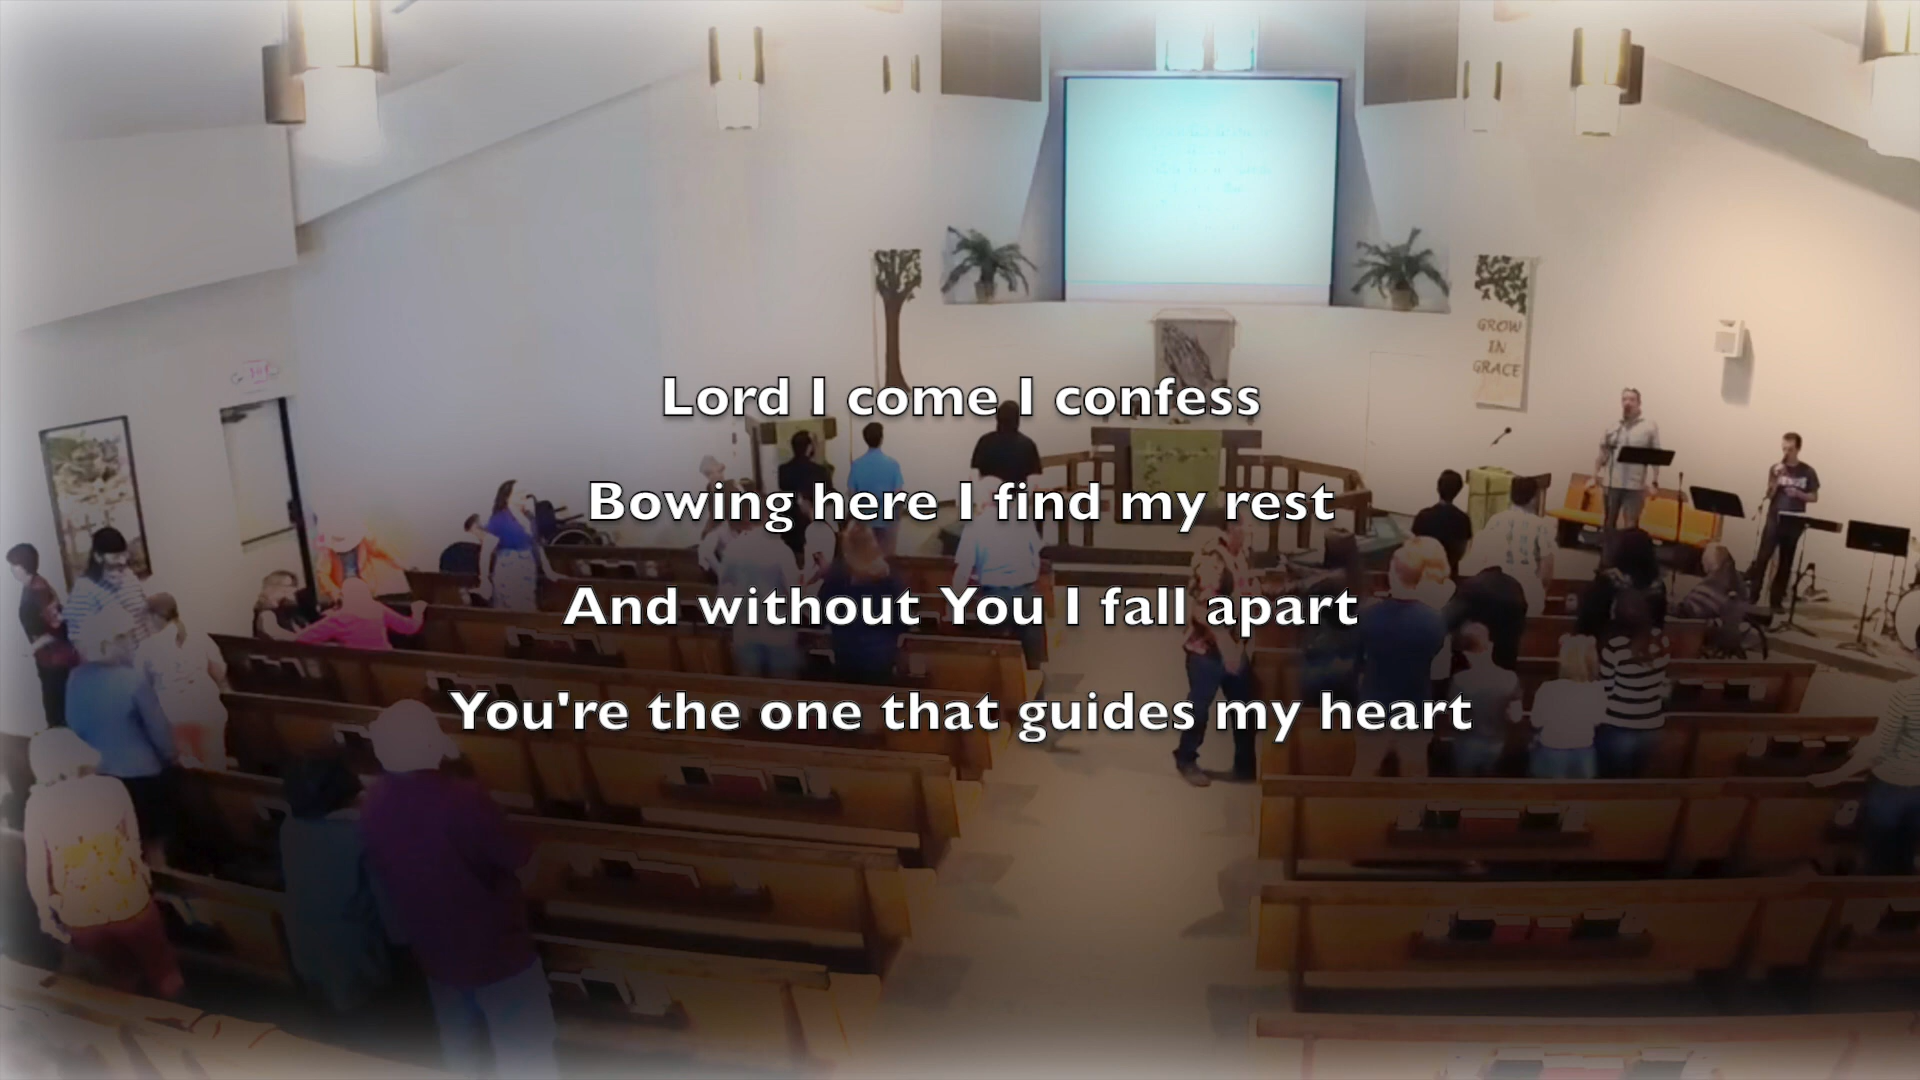 GROW
IN
GRACE
Lord I come I confess
Bowing here I find my rest
And without You I fall apart
You're the one that guides my heart